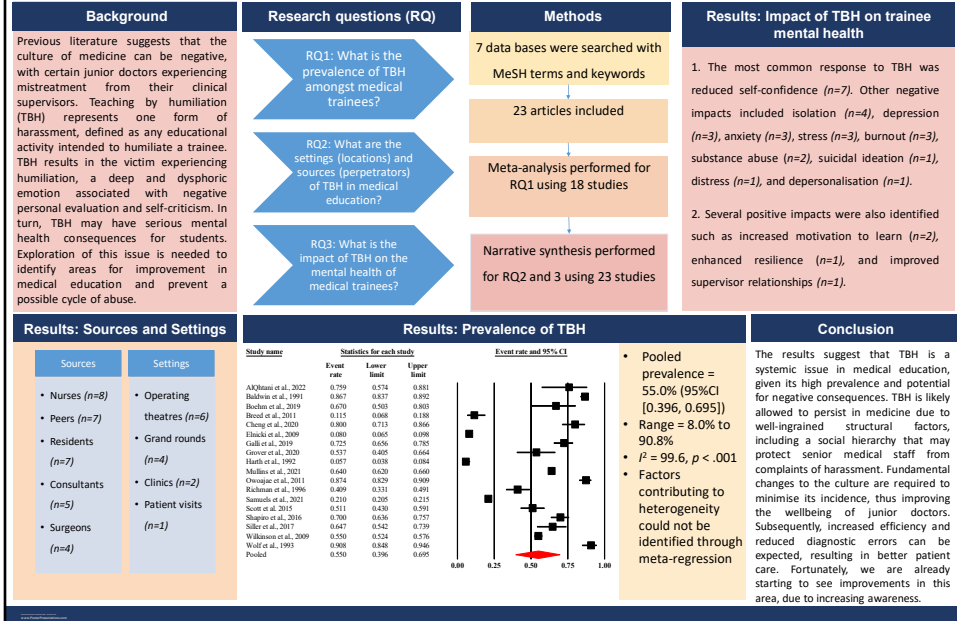 Background
Previous literature suggests that the
culture of medicine can be negative,
with certain junior doctors experiencing
mistreatment from their clinical
supervisors. Teaching by humiliation
(TBH) represents one form of
harassment, defined as any educational
activity intended to humiliate a trainee.
TBH results in the victim experiencing
humiliation, a deep and dysphoric
emotion associated with negative
personal evaluation and self-criticism. In
turn, TBH may have serious mental
health consequences for students.
Exploration of this issue is needed to
identify areas for improvement in
medical education and prevent a
possible cycle of abuse.
Research questions (RQ)
RQ1: What is the
prevalence of TBH
amongst medical
trainees?
RQ2: What are the
settings (locations) and
sources (perpetrators)
of TBH in medical
education?
RQ3: What is the
impact of TBH on the
mental health of
medical trainees?
Methods
7 data bases were searched with
MeSH terms and keywords
23 articles included
Meta-analysis performed for
RQ1 using 18 studies
Narrative synthesis performed
for RQ2 and 3 using 23 studies
Results: Impact of TBH on trainee
mental health
1. The most common response to TBH was
reduced self-confidence (n=7). Other negative
impacts included isolation (n=4), depression
(n=3), anxiety (n=3), stress (n=3), burnout (n=3),
substance abuse (n=2), suicidal ideation (n=1),
distress (n=1), and depersonalisation (n=1).
2. Several positive impacts were also identified
such as increased motivation to learn (n=2),
enhanced resilience (n=1), and improved
supervisor relationships (n=1).
Results: Sources and Settings
Sources
• Nurses (n=8)
• Peers (n=7)
• Residents
(n=7)
• Consultants
(n=5)
• Surgeons
(n=4)
Settings
• Operating
theatres (n=6)
• Grand rounds
(n=4)
• Clinics (n=2)
• Patient visits
(n=1)
Results: Prevalence of TBH
Study name Statistics for each study Event rate and 95% CI
Event Lower Upper
rate limit limit
AlQhtani et al., 2022 0.759 0.574 0.881
Baldwin et al., 1991 0.867 0.837 0.892
Boehm et al., 2019 0.670 0.503 0.803
Breed et al., 2011 0.115 0.068 0.188
Cheng et al., 2020 0.800 0.713 0.866
Elnicki et al., 2009 0.080 0.065 0.098
Galli et al., 2019 0.725 0.656 0.785
Grover et al., 2020 0.537 0.405 0.664
Harth et al., 1992 0.057 0.038 0.084
Mullins et al., 2021 0.640 0.620 0.660
Owoajae et al., 2011 0.874 0.829 0.909
Richman et al., 1996 0.409 0.331 0.491
Samuels et al., 2021 0.210 0.205 0.215
Scott et al. 2015 0.511 0.430 0.591
Shapiro et al., 2016 0.700 0.636 0.757
Siller et al., 2017 0.647 0.542 0.739
Wilkinson et al., 2009 0.550 0.524 0.576
Wolf et al., 1993 0.908 0.848 0.946
Pooled 0.550 0.396 0.695
0.00 0.25 0.50 0.75 1.00
• Pooled
prevalence =
55.0% (95%CI
[0.396, 0.695])
• Range = 8.0% to
90.8%
• I² = 99.6, p < .001
• Factors
contributing to
heterogeneity
could not be
identified through
meta-regression
Conclusion
The results suggest that TBH is a
systemic issue in medical education,
given its high prevalence and potential
for negative consequences. TBH is likely
allowed to persist in medicine due to
well-ingrained structural factors,
including a social hierarchy that may
protect senior medical staff from
complaints of harassment. Fundamental
changes to the culture are required to
minimise its incidence, thus improving
the wellbeing of junior doctors.
Subsequently, increased efficiency and
reduced diagnostic errors can be
expected, resulting in better patient
care. Fortunately, we are already
starting to see improvements in this
area, due to increasing awareness.